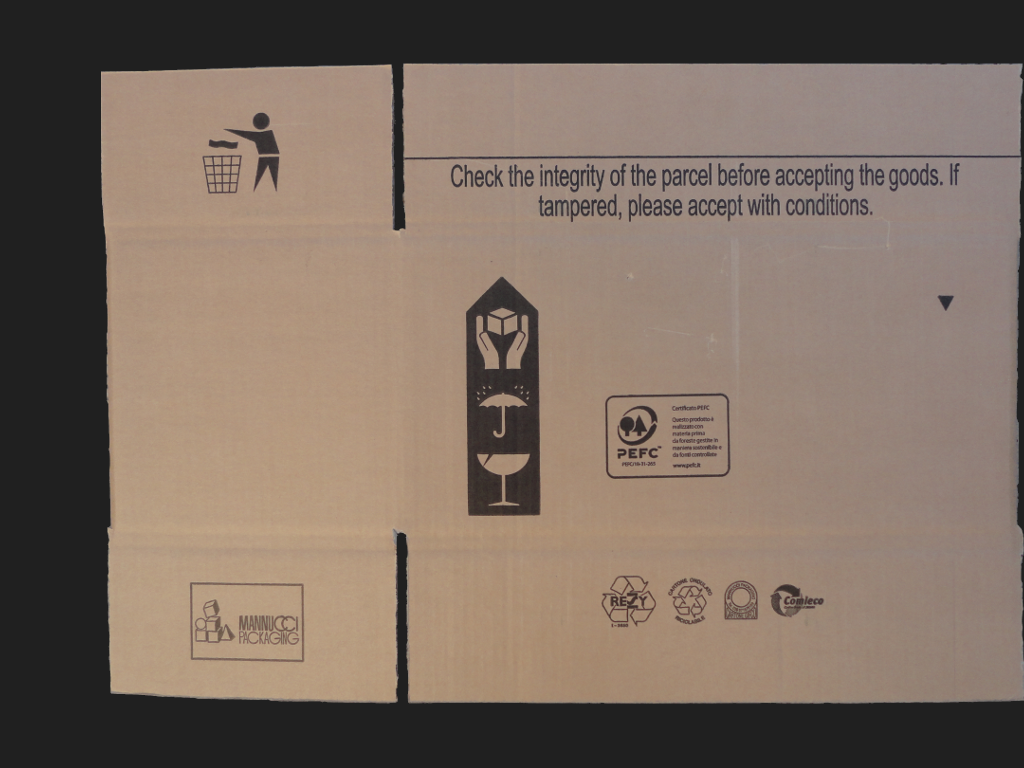 Check the integrity of the parcel before accepting the goods. If
tampered, please accept with conditions.
Certificato PEFC
Questo prodotto è
realizzato con
materia prima
da foreste gestite in
maniera sostenibile e
da fonti controllate
www.pefc.it
PEFC™
PEFC/18-31-261
RESY
CARTONE ONDULATO
RICICLABILE
Comieco
MANNUCCI
PACKAGING